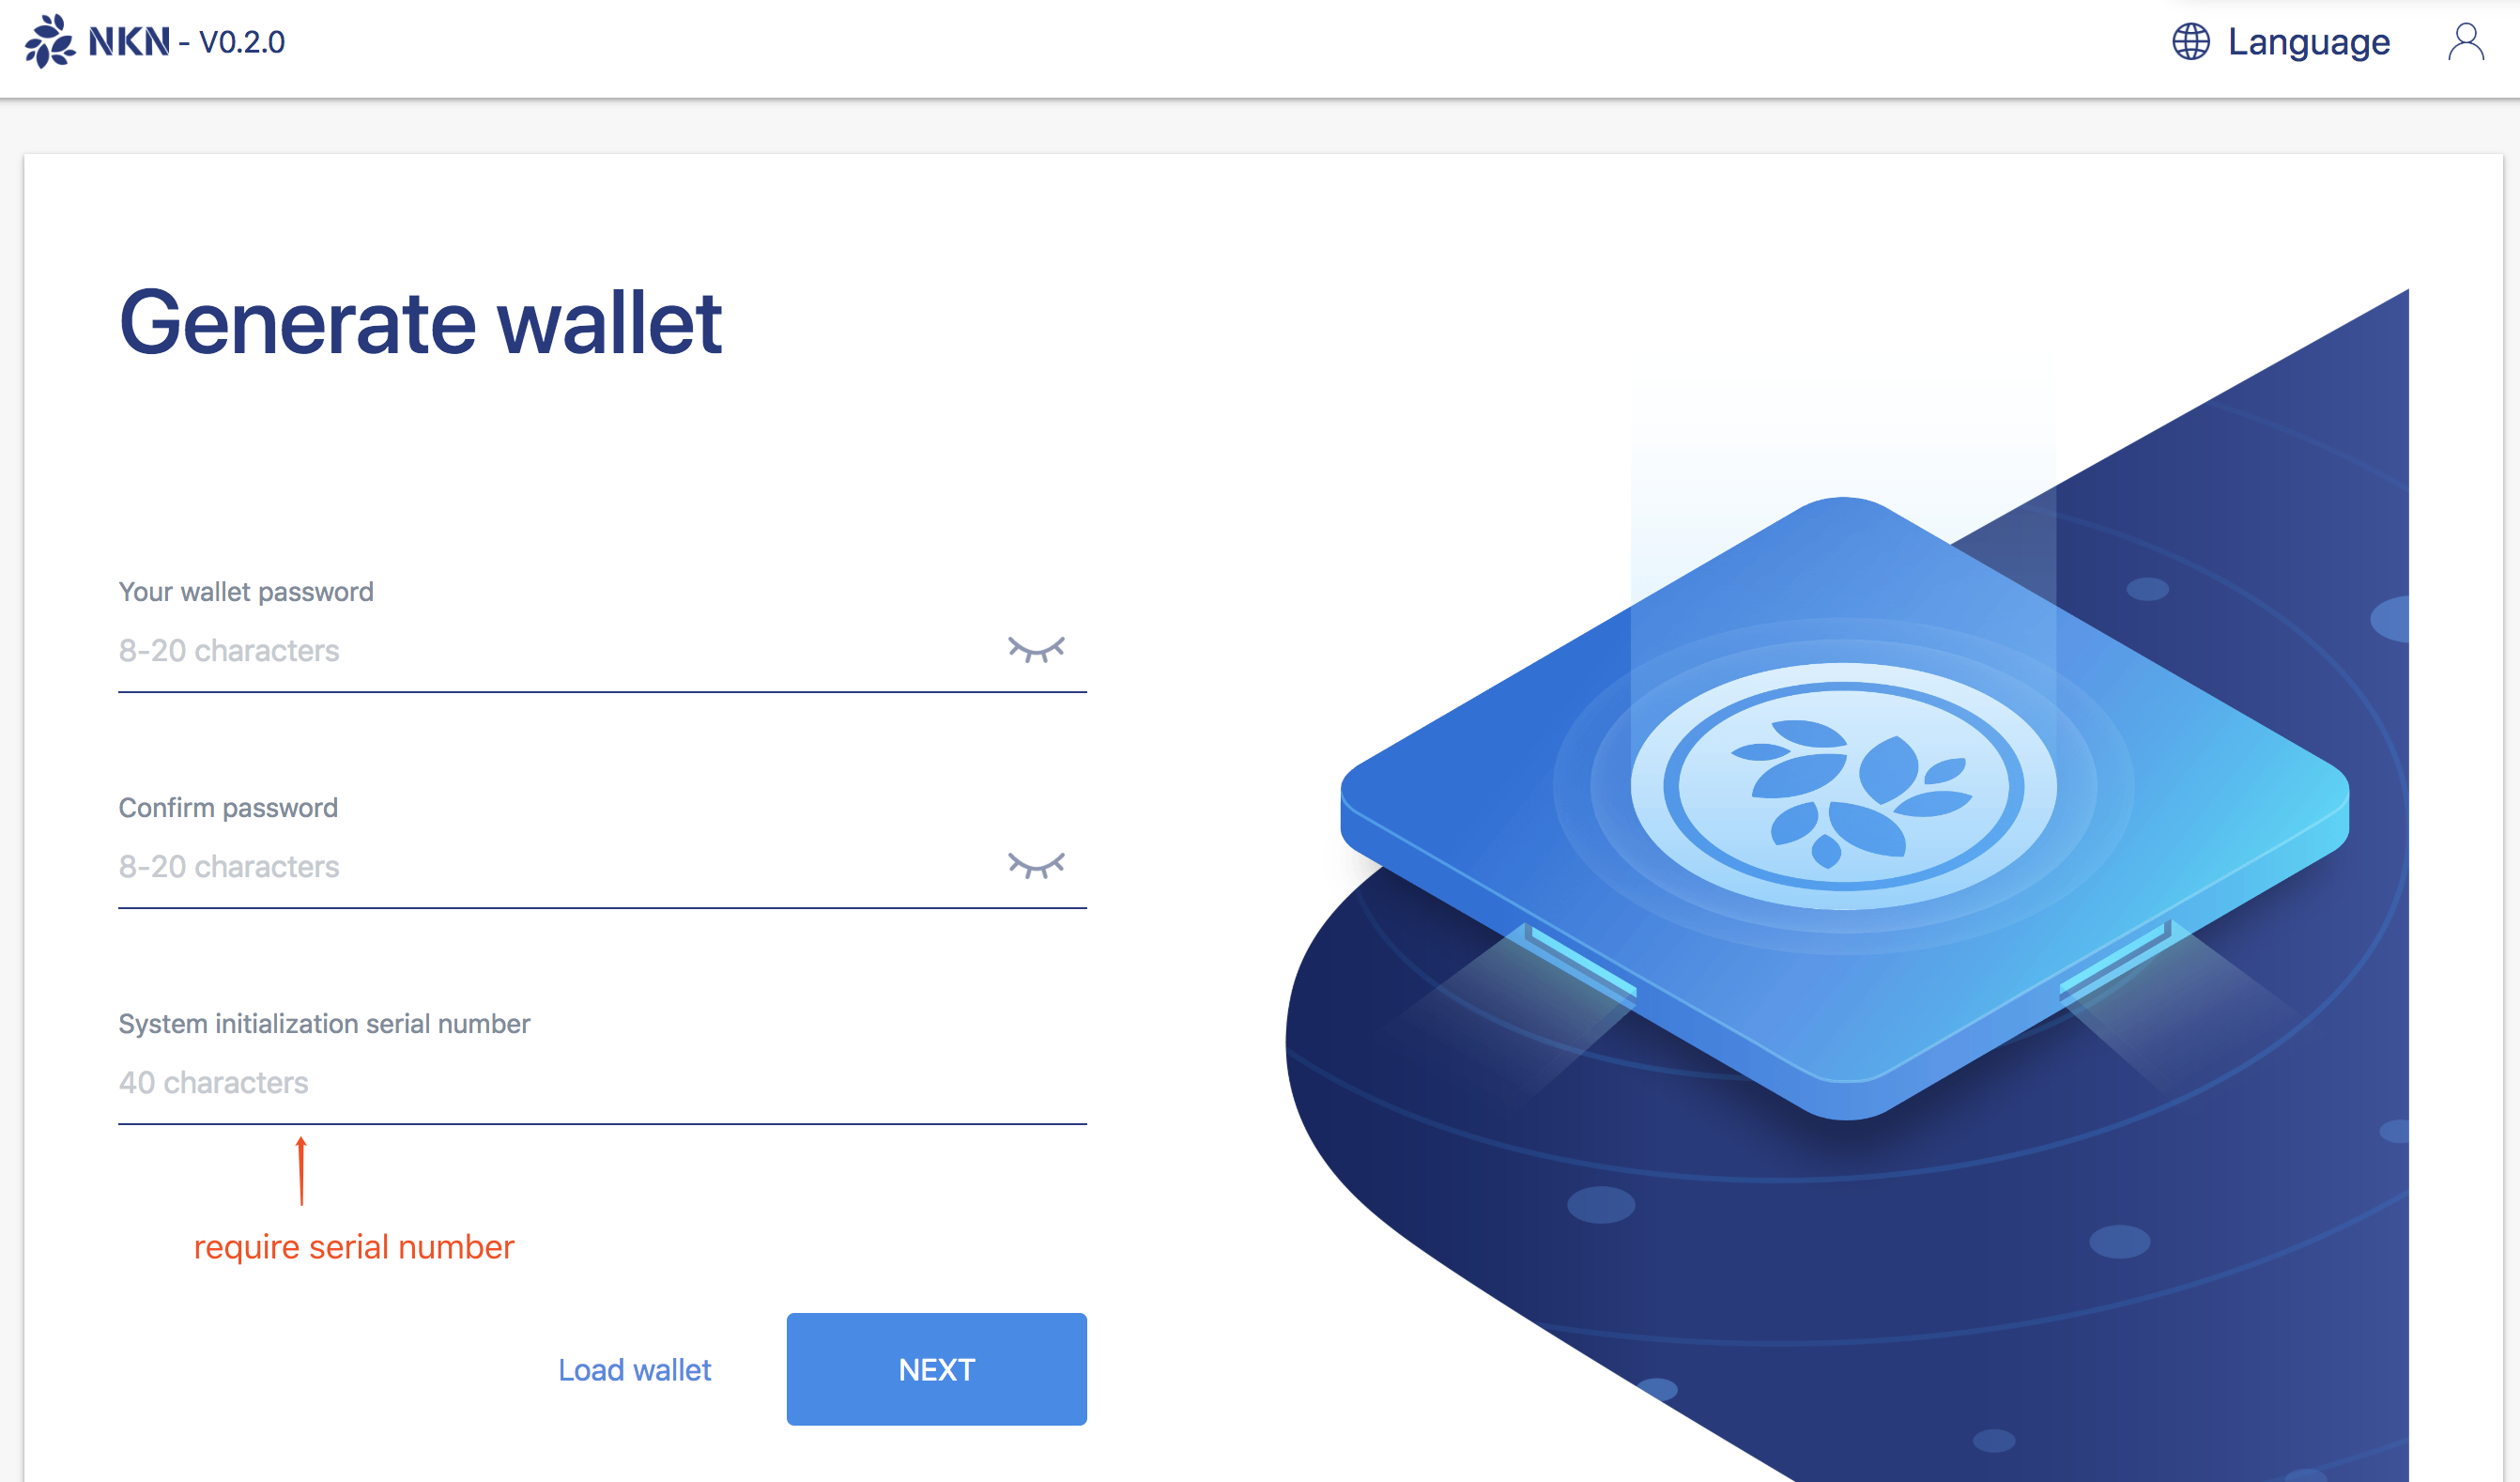 NKN - V0.2.0
Language
Generate wallet
Your wallet password
8-20 characters
Confirm password
8-20 characters
System initialization serial number
40 characters
require serial number
Load wallet
NEXT